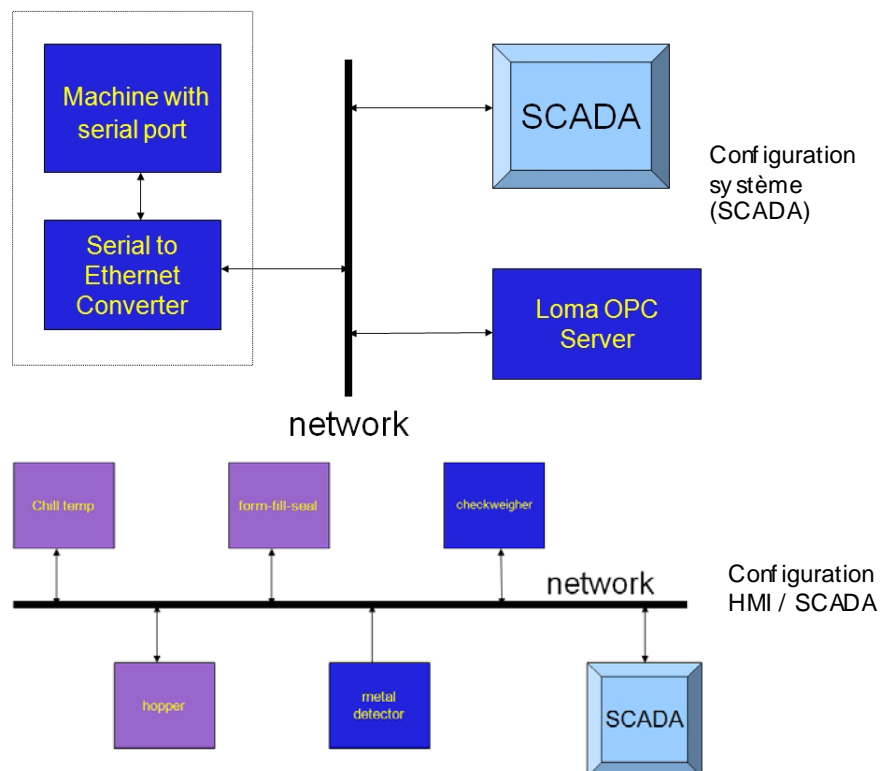 Machine with
serial port
SCADA
Configuration
système
(SCADA)
Serial to
Ethernet
Converter
Loma OPC
Server
network
Chill temp
form-fill-seal
checkweigher
network
Configuration
HMI / SCADA
hopper
metal
detector
SCADA